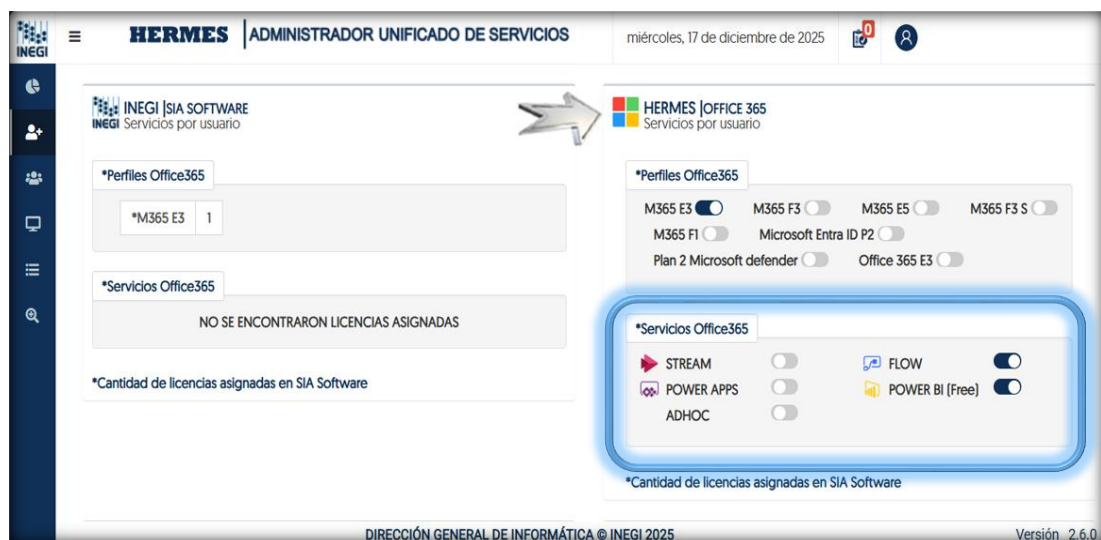 INEGI
HERMES | ADMINISTRADOR UNIFICADO DE SERVICIOS
miércoles, 17 de diciembre de 2025
0
INEGI |SIA SOFTWARE
INEGI Servicios por usuario
*Perfiles Office365
*M365 E3 1
*Servicios Office365
NO SE ENCONTRARON LICENCIAS ASIGNADAS
*Cantidad de licencias asignadas en SIA Software
HERMES |OFFICE 365
Servicios por usuario
*Perfiles Office365
M365 E3 M365 F3 M365 E5 M365 F3 S
M365 F1 Microsoft Entra ID P2
Plan 2 Microsoft defender Office 365 E3
*Servicios Office365
STREAM FLOW
POWER APPS POWER BI (Free)
ADHOC
*Cantidad de licencias asignadas en SIA Software
DIRECCIÓN GENERAL DE INFORMÁTICA © INEGI 2025
Versión 2.6.0